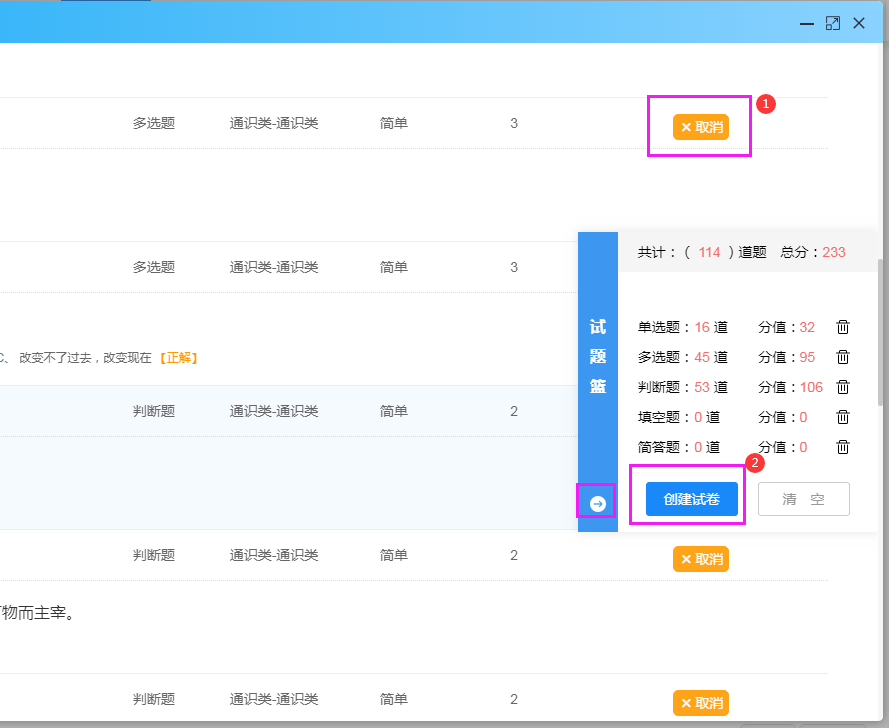 1
多选题 通识类-通识类 简单 3 × 取消
共计：（ 114 ）道题 总分：233
多选题 通识类-通识类 简单 3
试题篮
单选题：16 道 分值：32
C、 改变不了过去，改变现在 【正解】
多选题：45 道 分值：95
判断题：53 道 分值：106
判断题 通识类-通识类 简单 2
填空题：0 道 分值：0
简答题：0 道 分值：0
2
创建试卷 清 空
判断题 通识类-通识类 简单 2 × 取消
物而主宰。
判断题 通识类-通识类 简单 2 × 取消